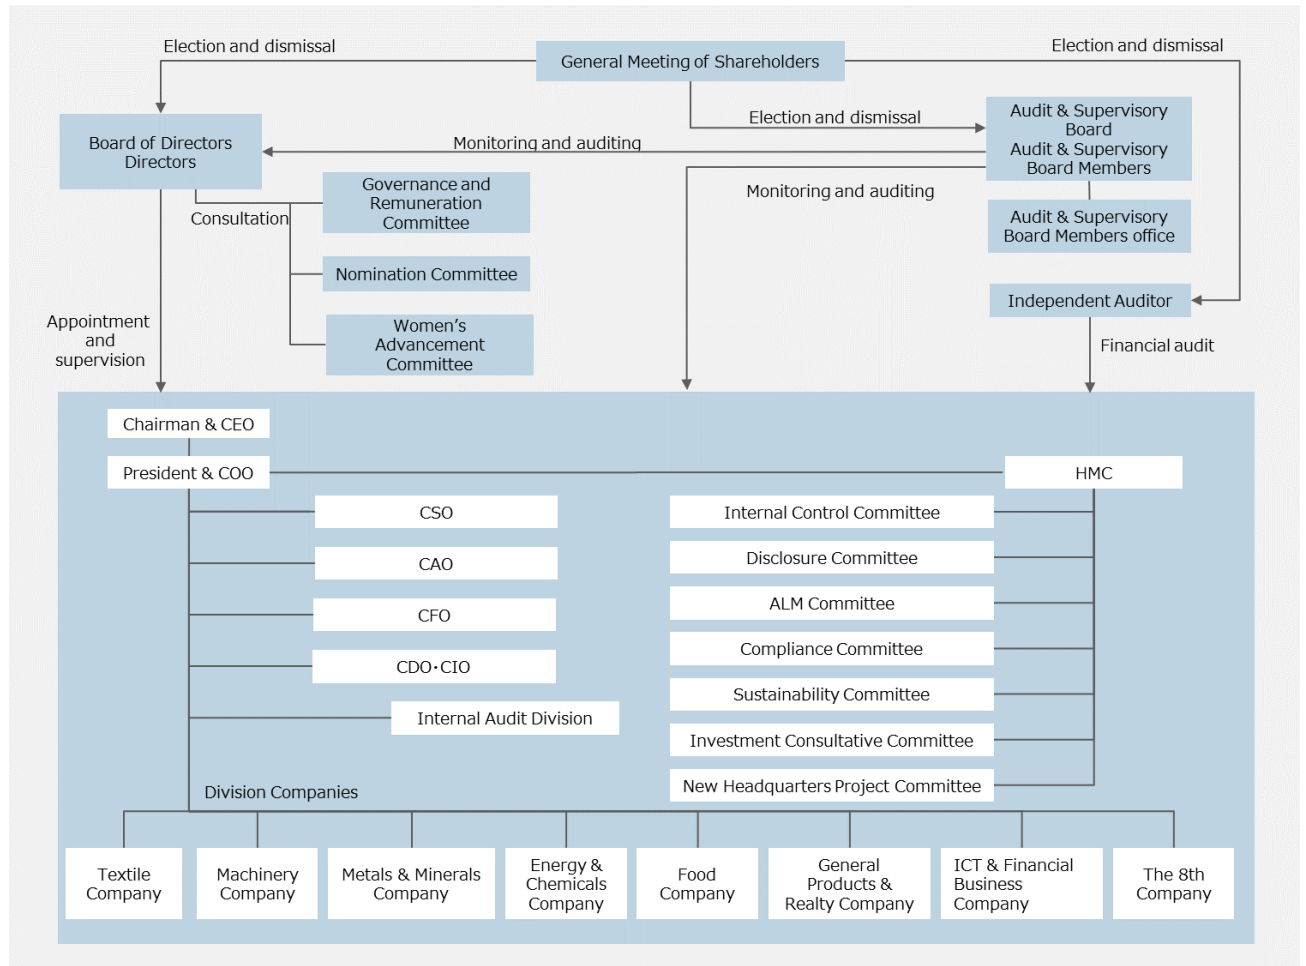 Election and dismissal
General Meeting of Shareholders
Election and dismissal
Election and dismissal
Audit & Supervisory
Board
Audit & Supervisory
Board Members
Board of Directors
Directors
Monitoring and auditing
Monitoring and auditing
Governance and
Remuneration
Committee
Consultation
Audit & Supervisory
Board Members office
Nomination Committee
Independent Auditor
Women's
Advancement
Committee
Appointment
and
supervision
Financial audit
Chairman & CEO
President & COO
HMC
CSO
CAO
CFO
CDO・CIO
Internal Audit Division
Internal Control Committee
Disclosure Committee
ALM Committee
Compliance Committee
Sustainability Committee
Investment Consultative Committee
New Headquarters Project Committee
Division Companies
Textile
Company
Machinery
Company
Metals & Minerals
Company
Energy &
Chemicals
Company
Food
Company
General
Products &
Realty Company
ICT & Financial
Business
Company
The 8th
Company